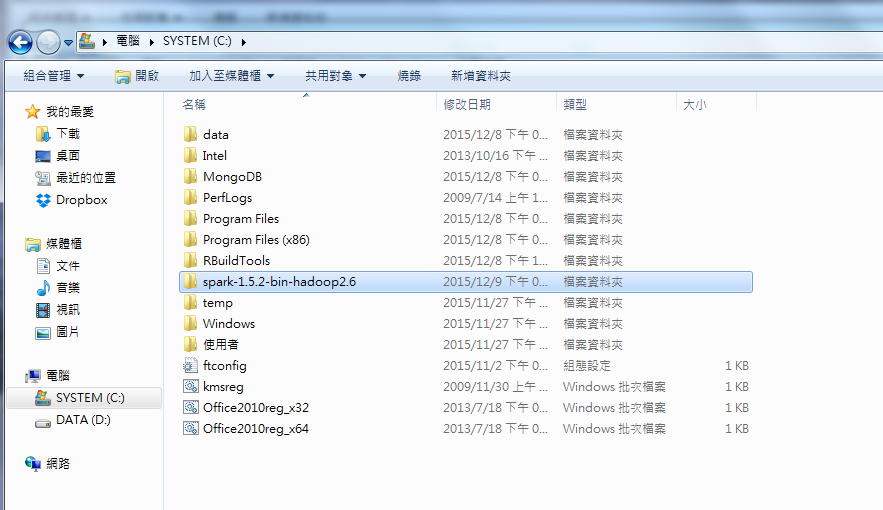 電腦 SYSTEM (C:)
組合管理 開啟 加入至媒體櫃 共用對象 燒錄 新增資料夾
我的最愛
下載
桌面
最近的位置
Dropbox
媒體櫃
文件
音樂
視訊
圖片
電腦
SYSTEM (C:)
DATA (D:)
網路
名稱 修改日期 類型 大小
data 2015/12/8 下午 0... 檔案資料夾
Intel 2013/10/16 下午 ... 檔案資料夾
MongoDB 2015/12/8 下午 0... 檔案資料夾
PerfLogs 2009/7/14 上午 1... 檔案資料夾
Program Files 2015/12/8 下午 0... 檔案資料夾
Program Files (x86) 2015/12/8 下午 0... 檔案資料夾
RBuildTools 2015/12/8 下午 1... 檔案資料夾
spark-1.5.2-bin-hadoop2.6 2015/12/9 下午 0... 檔案資料夾
temp 2015/11/27 下午 ... 檔案資料夾
Windows 2015/11/27 下午 ... 檔案資料夾
使用者 2015/11/27 下午 ... 檔案資料夾
ftconfig 2015/11/2 下午 0... 組態設定 1 KB
kmsreg 2009/11/30 上午 ... Windows 批次檔案 1 KB
Office2010reg_x32 2013/7/18 下午 0... Windows 批次檔案 1 KB
Office2010reg_x64 2013/7/18 下午 0... Windows 批次檔案 1 KB